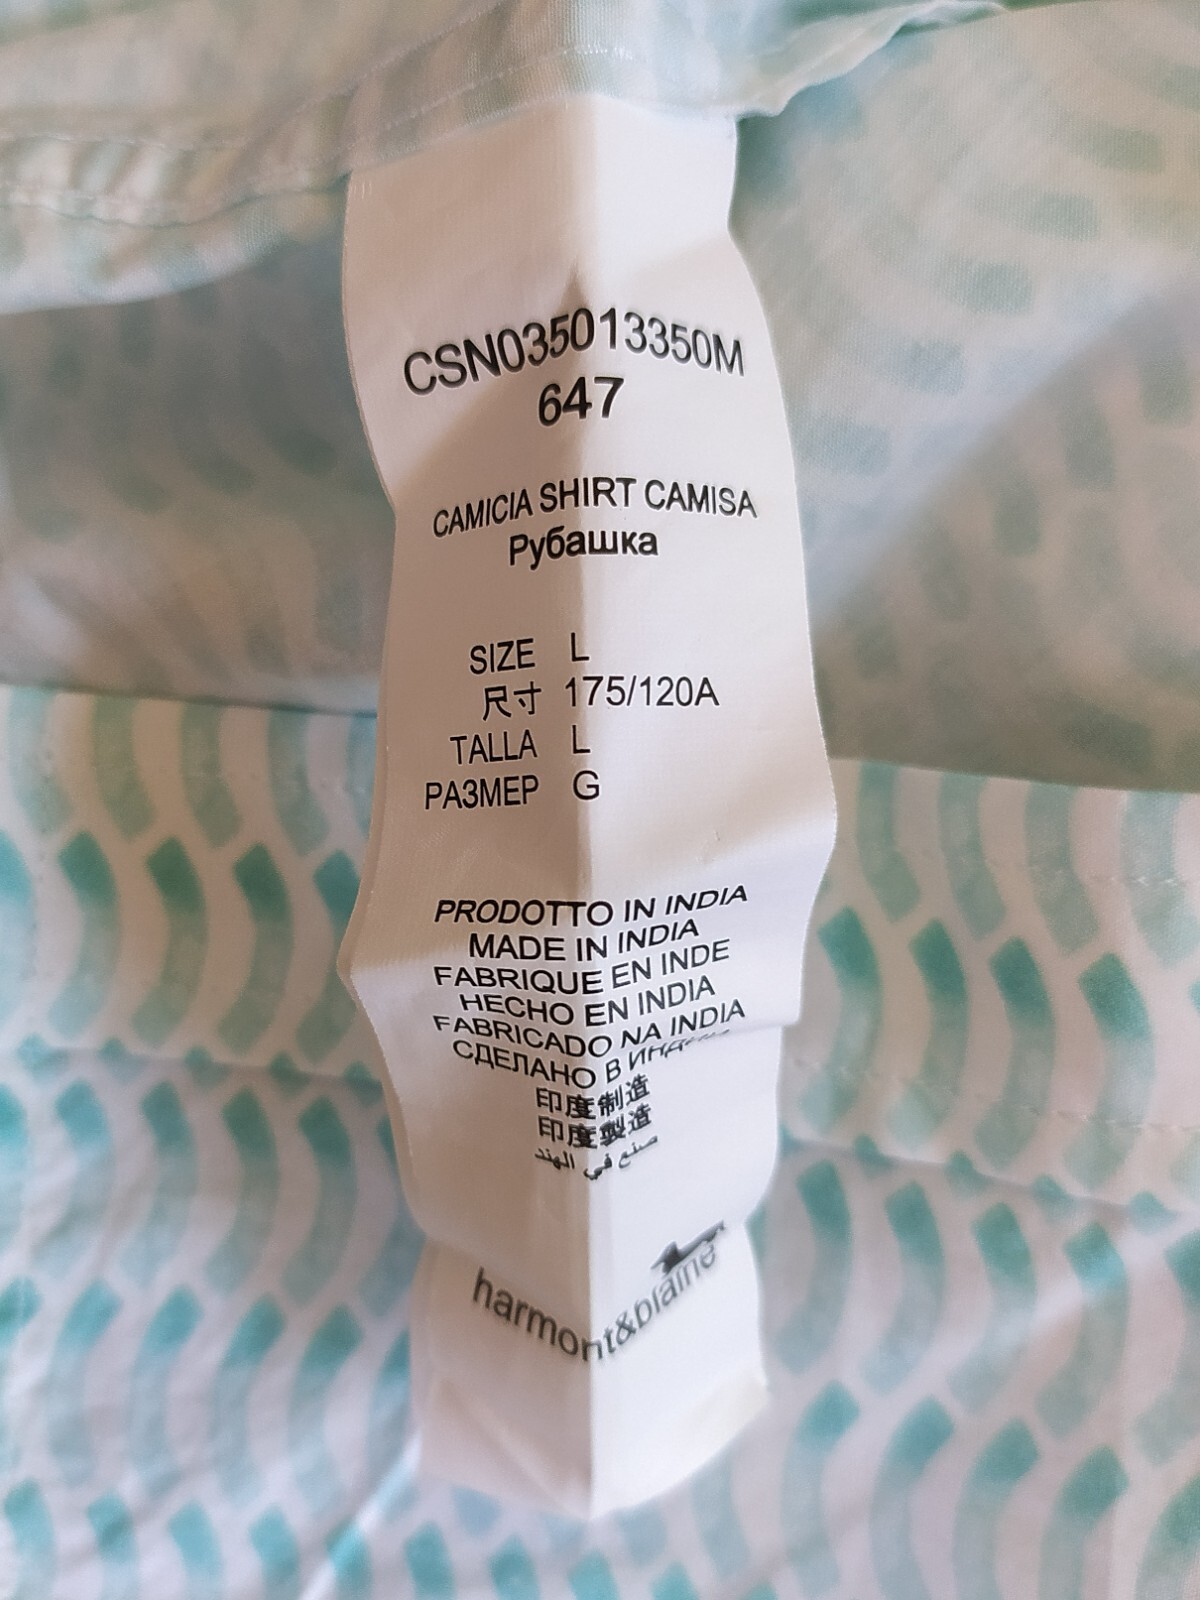 CSN035013350M
647
CAMICIA SHIRT CAMISA
Рубашка
SIZE L
尺寸 175/120A
TALLA L
РАЗМЕР G
PRODOTTO IN INDIA
MADE IN INDIA
FABRIQUE EN INDE
HECHO EN INDIA
FABRICADO NA INDIA
СДЕЛАНО В ИНДИИ
印度制造
印度製造
صنع في الهند
harmont&blaine